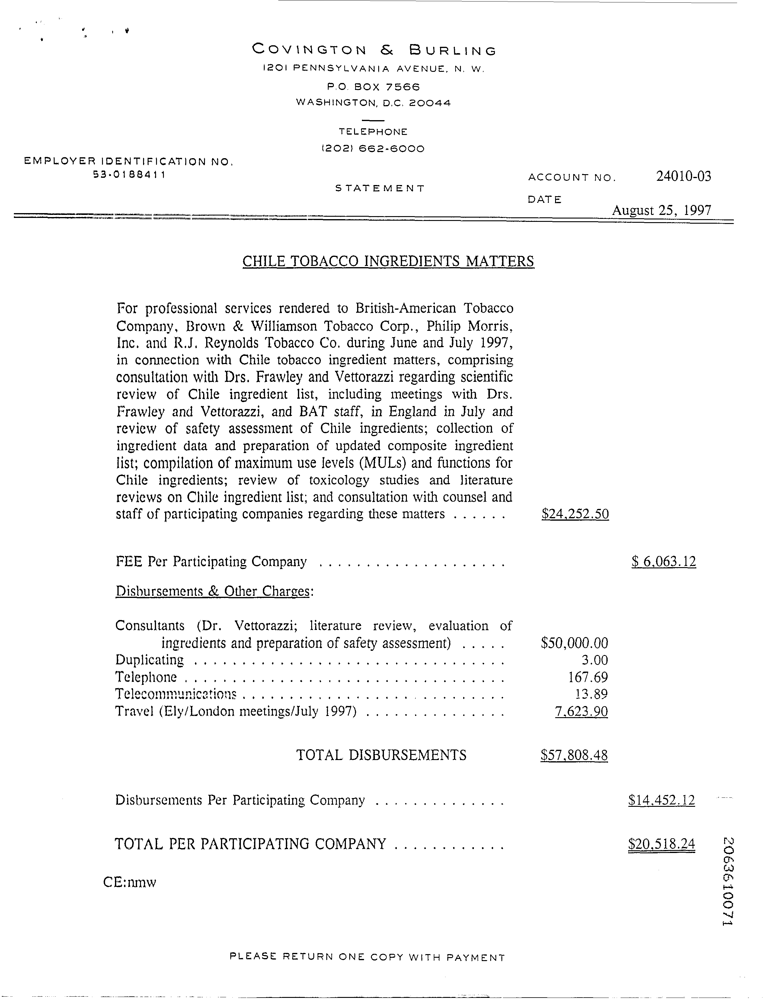 COVINGTON & BURLING
1201 PENNSYLVANIA AVENUE, N. W.
P.O. BOX 7566
WASHINGTON, D.C. 20044
TELEPHONE
(202) 662-6000
EMPLOYER IDENTIFICATION NO.
53-0188411
STATEMENT
ACCOUNT NO. 24010-03
DATE
August 25, 1997
CHILE TOBACCO INGREDIENTS MATTERS
For professional services rendered to British-American Tobacco
Company, Brown & Williamson Tobacco Corp., Philip Morris,
Inc. and R.J. Reynolds Tobacco Co. during June and July 1997,
in connection with Chile tobacco ingredient matters, comprising
consultation with Drs. Frawley and Vettorazzi regarding scientific
review of Chile ingredient list, including meetings with Drs.
Frawley and Vettorazzi, and BAT staff, in England in July and
review of safety assessment of Chile ingredients; collection of
ingredient data and preparation of updated composite ingredient
list; compilation of maximum use levels (MULs) and functions for
Chile ingredients; review of toxicology studies and literature
reviews on Chile ingredient list; and consultation with counsel and
staff of participating companies regarding these matters . . . . . . $24,252.50
FEE Per Participating Company . . . . . . . . . . . . . . . . . . . . $ 6,063.12
Disbursements & Other Charges:
Consultants (Dr. Vettorazzi; literature review, evaluation of
ingredients and preparation of safety assessment) . . . . . $50,000.00
Duplicating . . . . . . . . . . . . . . . . . . . . . . . . . . . . . . . . . 3.00
Telephone . . . . . . . . . . . . . . . . . . . . . . . . . . . . . . . . . . 167.69
Telecommunications . . . . . . . . . . . . . . . . . . . . . . . . . . . . 13.89
Travel (Ely/London meetings/July 1997) . . . . . . . . . . . . . . . 7,623.90
TOTAL DISBURSEMENTS $57,808.48
Disbursements Per Participating Company . . . . . . . . . . . . . . $14,452.12
TOTAL PER PARTICIPATING COMPANY . . . . . . . . . . . . $20,518.24
CE:nmw
2063610071
PLEASE RETURN ONE COPY WITH PAYMENT